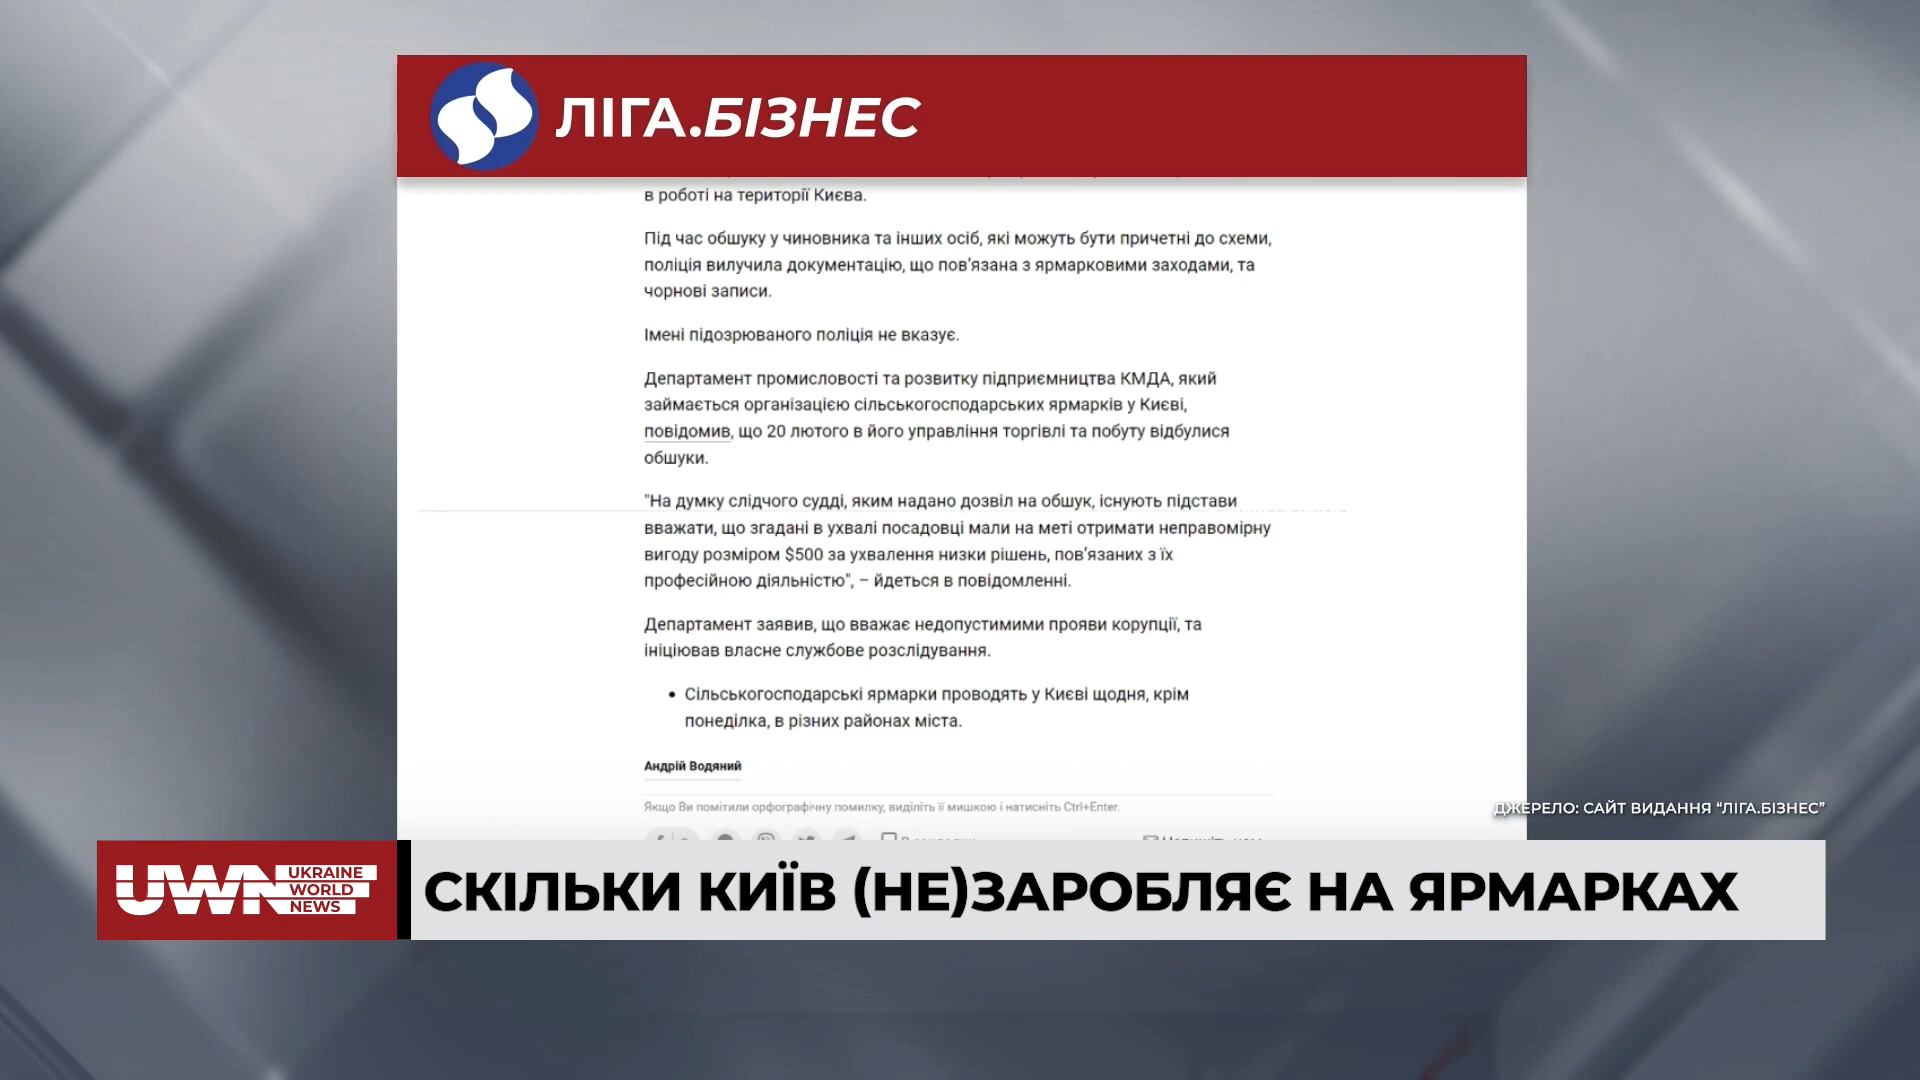 ЛІГА.БІЗНЕС
в роботі на території Києва.
Під час обшуку у чиновника та інших осіб, які можуть бути причетні до схеми,
поліція вилучила документацію, що пов’язана з ярмарковими заходами, та
чорнові записи.
Імені підозрюваного поліція не вказує.
Департамент промисловості та розвитку підприємництва КМДА, який
займається організацією сільськогосподарських ярмарків у Києві,
повідомив, що 20 лютого в його управління торгівлі та побуту відбулися
обшуки.
"На думку слідчого судді, яким надано дозвіл на обшук, існують підстави
вважати, що згадані в ухвалі посадовці мали на меті отримати неправомірну
вигоду розміром $500 за ухвалення низки рішень, пов’язаних з їх
професійною діяльністю", – йдеться в повідомленні.
Департамент заявив, що вважає недопустимими прояви корупції, та
ініціював власне службове розслідування.
• Сільськогосподарські ярмарки проводять у Києві щодня, крім
понеділка, в різних районах міста.
Андрій Водяний
Якщо Ви помітили орфографічну помилку, виділіть її мишкою і натисніть Ctrl+Enter.
ДЖЕРЕЛО: САЙТ ВИДАННЯ “ЛІГА.БІЗНЕС”
UWN UKRAINE
WORLD
NEWS
СКІЛЬКИ КИЇВ (НЕ)ЗАРОБЛЯЄ НА ЯРМАРКАХ